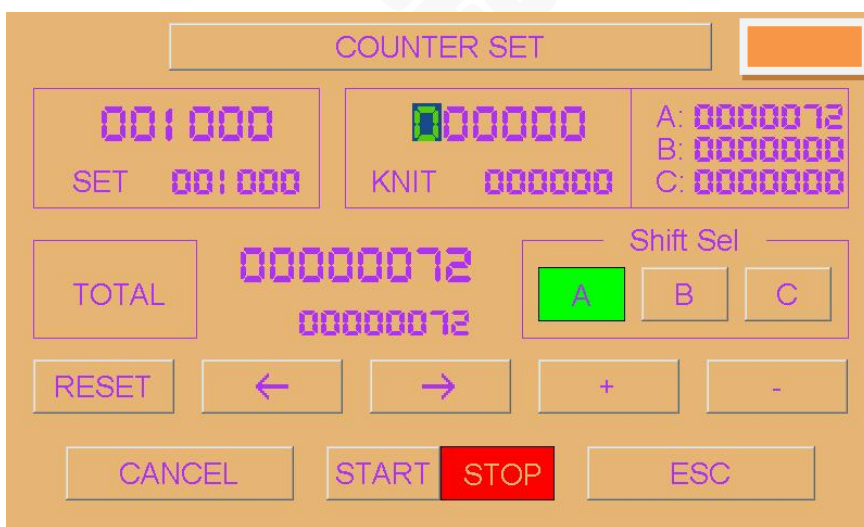 COUNTER SET
001000
SET 001000
000000
KNIT 000000
A: 0000072
B: 0000000
C: 0000000
TOTAL
00000072
00000072
Shift Sel
A B C
RESET ← → + -
CANCEL START STOP ESC